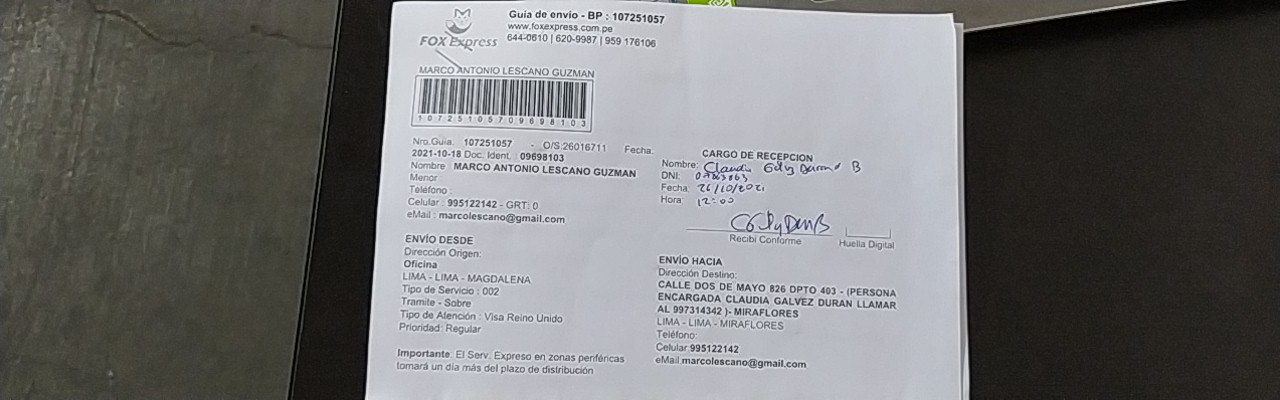 Guía de envío - BP : 107251057
www.foxexpress.com.pe
644-0610 | 620-9987 | 959 176106
FOX Express
MARCO ANTONIO LESCANO GUZMAN
10725105709698103
Nro.Guia: 107251057 - O/S:26016711 Fecha:
2021-10-18 Doc. Ident. : 09698103
Nombre : MARCO ANTONIO LESCANO GUZMAN
Menor :
Teléfono :
Celular : 995122142 - GRT: 0
eMail : marcolescano@gmail.com
CARGO DE RECEPCION
Nombre: Claudia B
DNI:
Fecha: 26/10/2021
Hora: 12:00
Recibí Conforme
Huella Digital
ENVÍO DESDE
Dirección Origen:
Oficina
LIMA - LIMA - MAGDALENA
Tipo de Servicio : 002
Tramite - Sobre
Tipo de Atención : Visa Reino Unido
Prioridad: Regular
Importante: El Serv. Expreso en zonas periféricas
tomará un día más del plazo de distribución
ENVÍO HACIA
Dirección Destino:
CALLE DOS DE MAYO 826 DPTO 403 - (PERSONA
ENCARGADA CLAUDIA GALVEZ DURAN LLAMAR
AL 997314342 )- MIRAFLORES
LIMA - LIMA - MIRAFLORES
Teléfono:
Celular:995122142
eMail:marcolescano@gmail.com